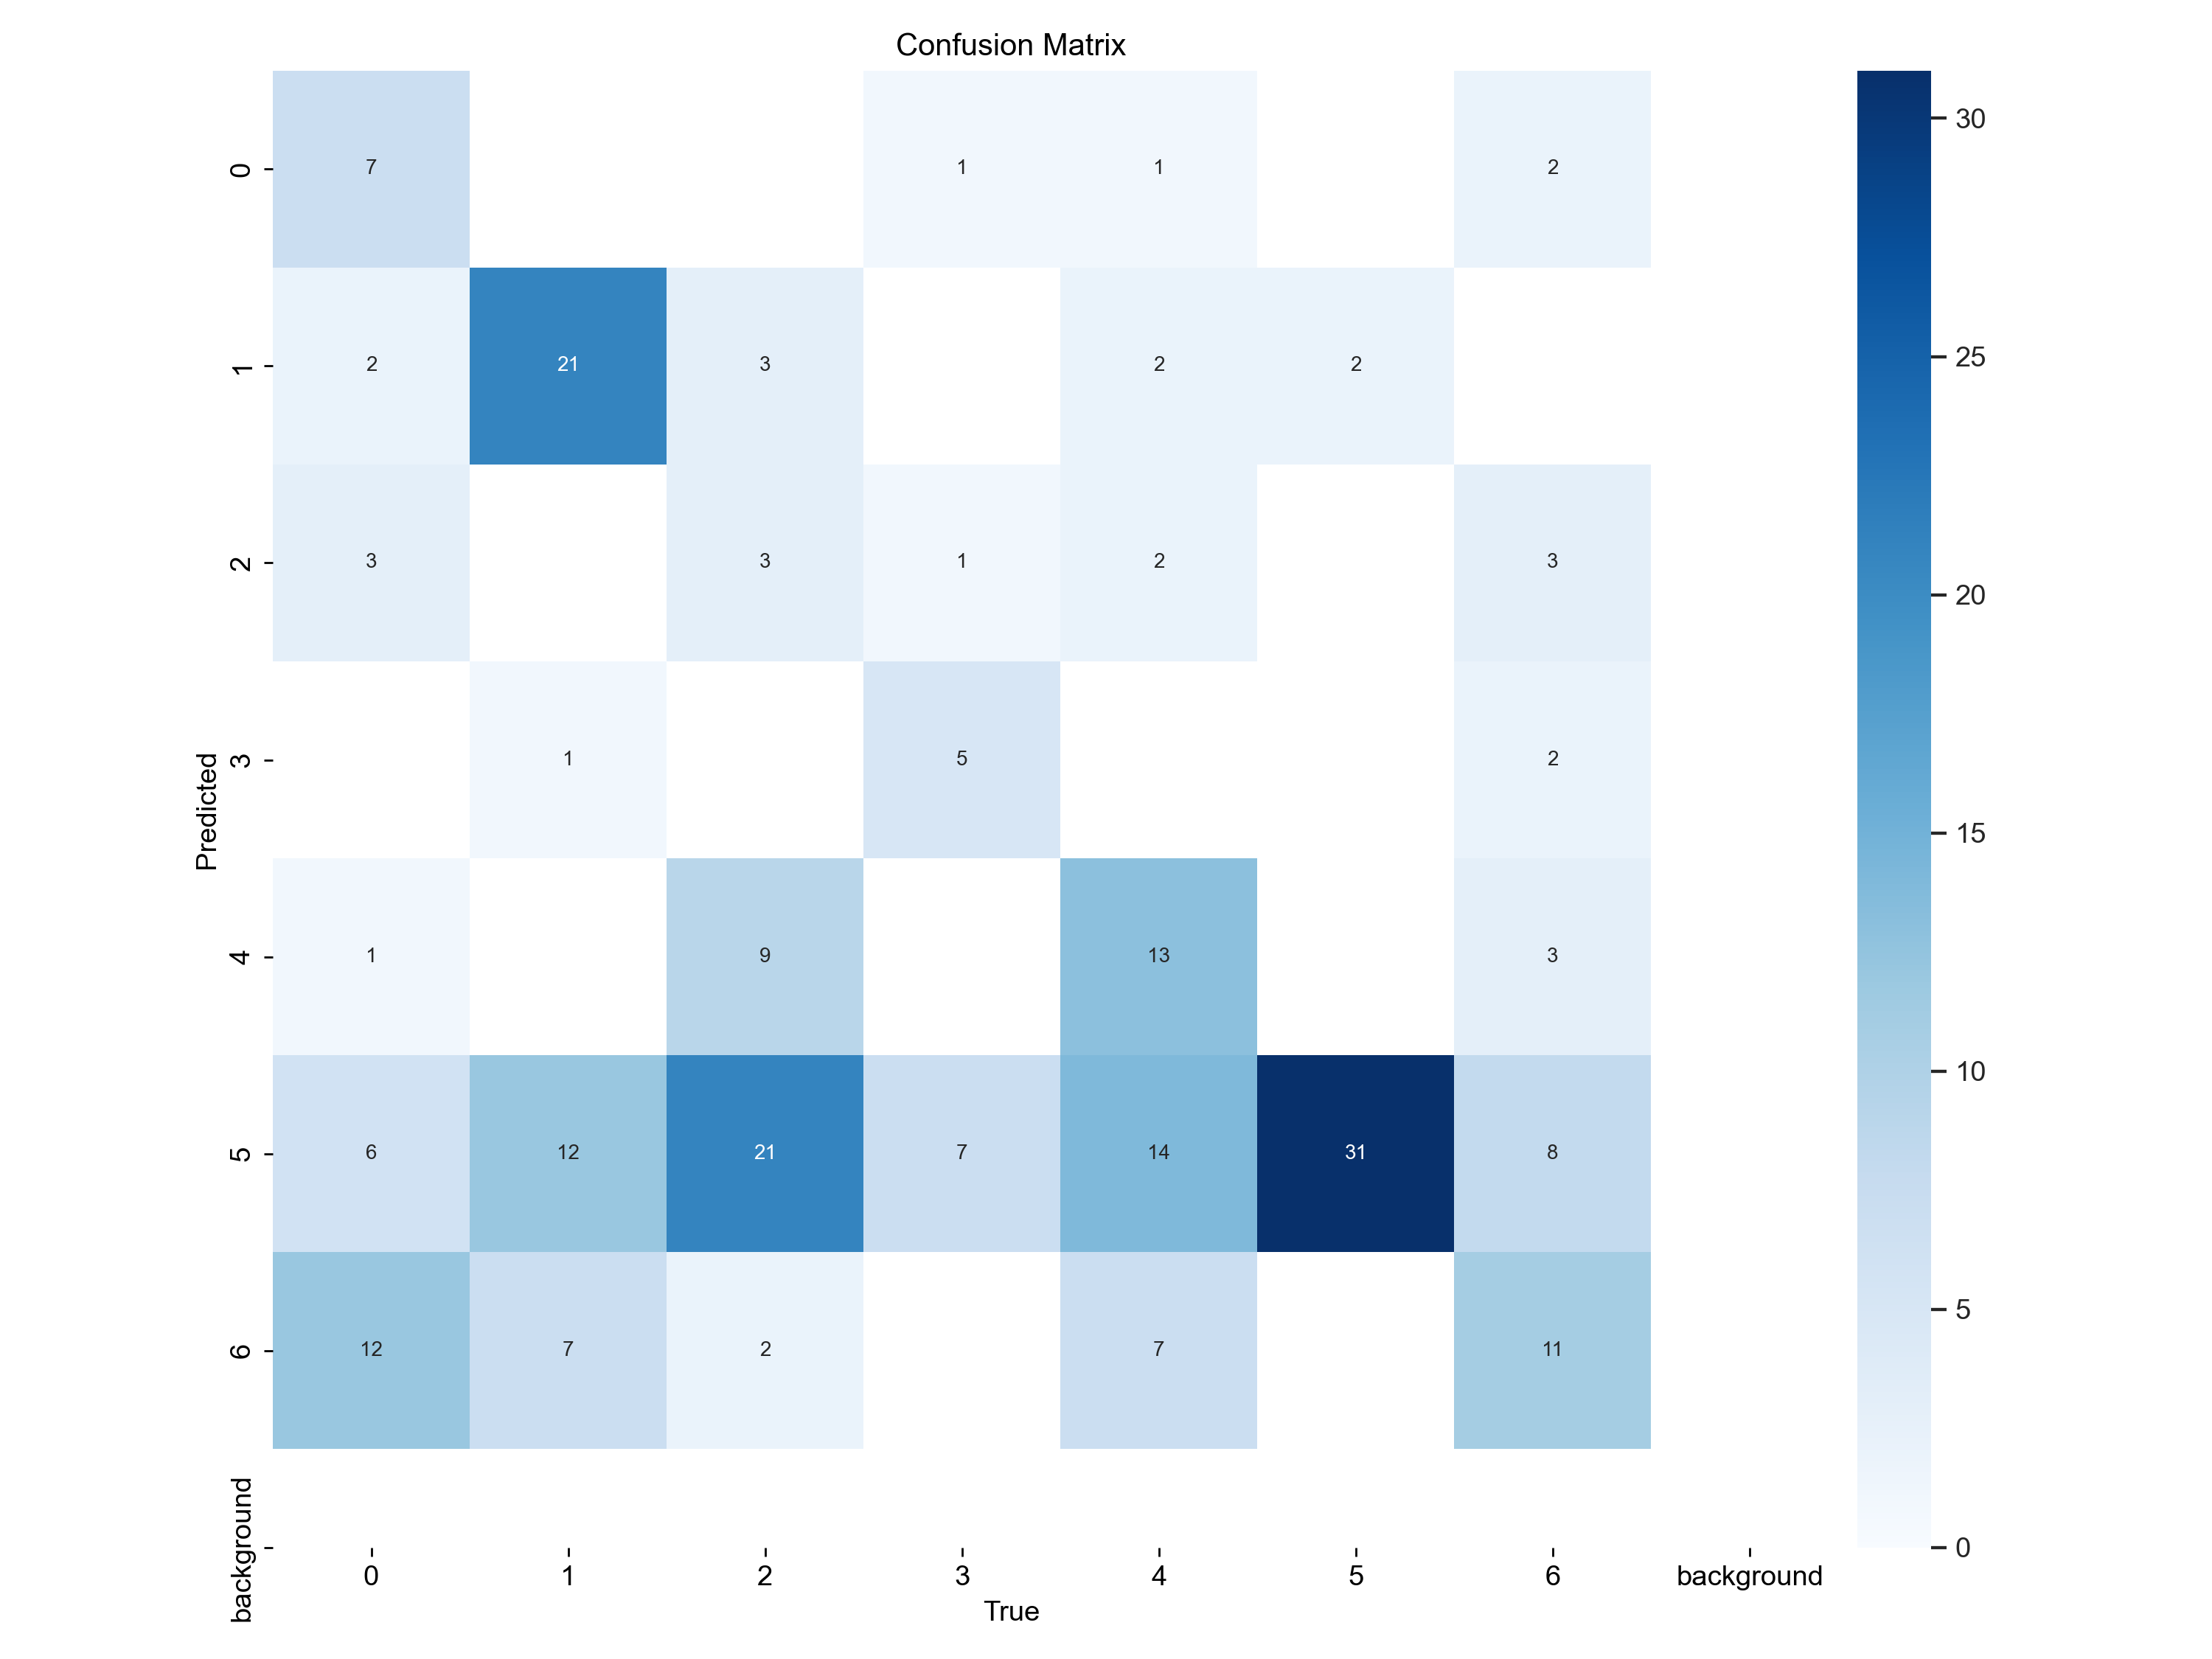 Confusion Matrix
0 7 1 1 2
1 2 21 3 2 2
2 3 3 1 2 3
3 1 5 2
4 1 9 13 3
5 6 12 21 7 14 31 8
6 12 7 2 7 11
background
0 1 2 3 4 5 6 background
True
Predicted
30
25
20
15
10
5
0